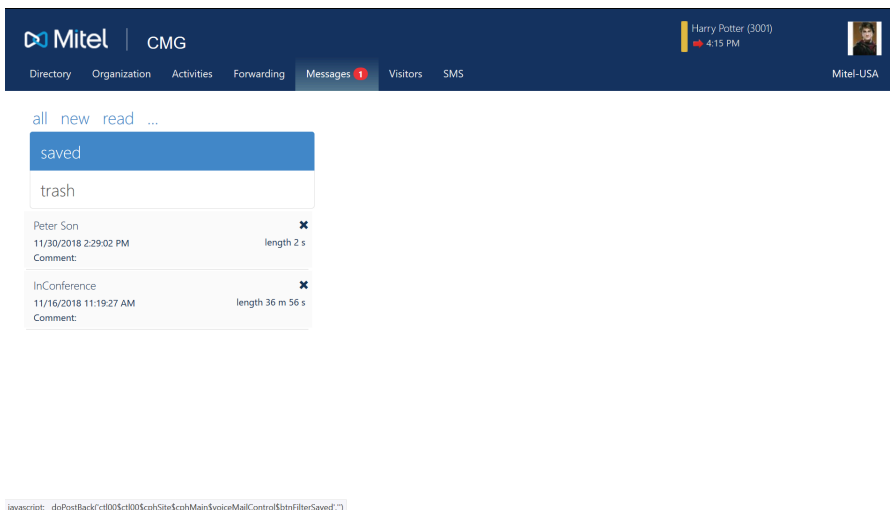 Mitel | CMG
Harry Potter (3001)
4:15 PM
Directory Organization Activities Forwarding Messages 1 Visitors SMS
Mitel-USA
all new read ...
saved
trash
Peter Son
11/30/2018 2:29:02 PM length 2 s
Comment:
InConference
11/16/2018 11:19:27 AM length 36 m 56 s
Comment:
javascript:__doPostBack('ctl00$ctl00$cphSite$cphMain$voiceMailControl$btnFilterSaved','')